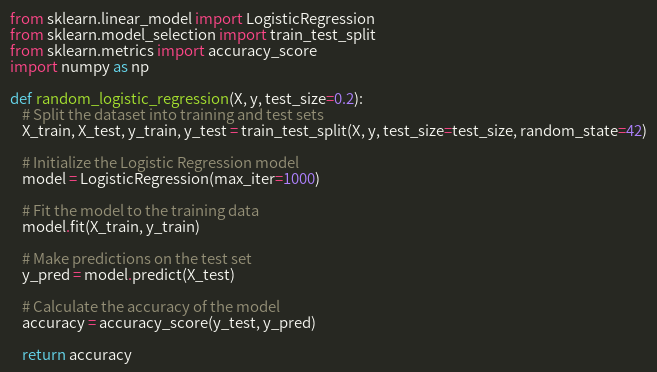 from sklearn.linear_model import LogisticRegression
from sklearn.model_selection import train_test_split
from sklearn.metrics import accuracy_score
import numpy as np

def random_logistic_regression(X, y, test_size=0.2):
    # Split the dataset into training and test sets
    X_train, X_test, y_train, y_test = train_test_split(X, y, test_size=test_size, random_state=42)

    # Initialize the Logistic Regression model
    model = LogisticRegression(max_iter=1000)

    # Fit the model to the training data
    model.fit(X_train, y_train)

    # Make predictions on the test set
    y_pred = model.predict(X_test)

    # Calculate the accuracy of the model
    accuracy = accuracy_score(y_test, y_pred)

    return accuracy